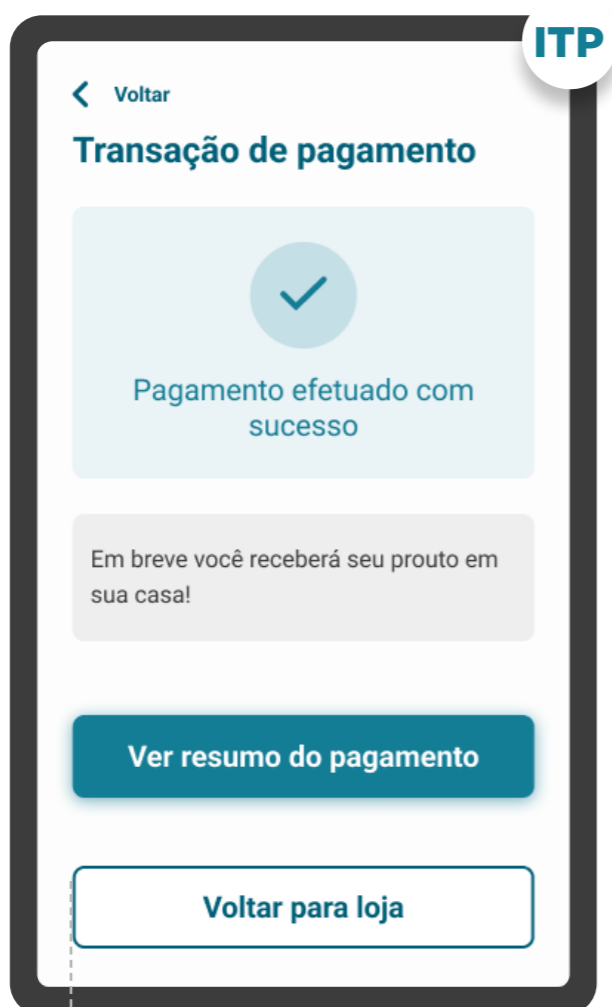 ITP
Voltar
Transação de pagamento
Pagamento efetuado com
sucesso
Em breve você receberá seu prouto em
sua casa!
Ver resumo do pagamento
Voltar para loja